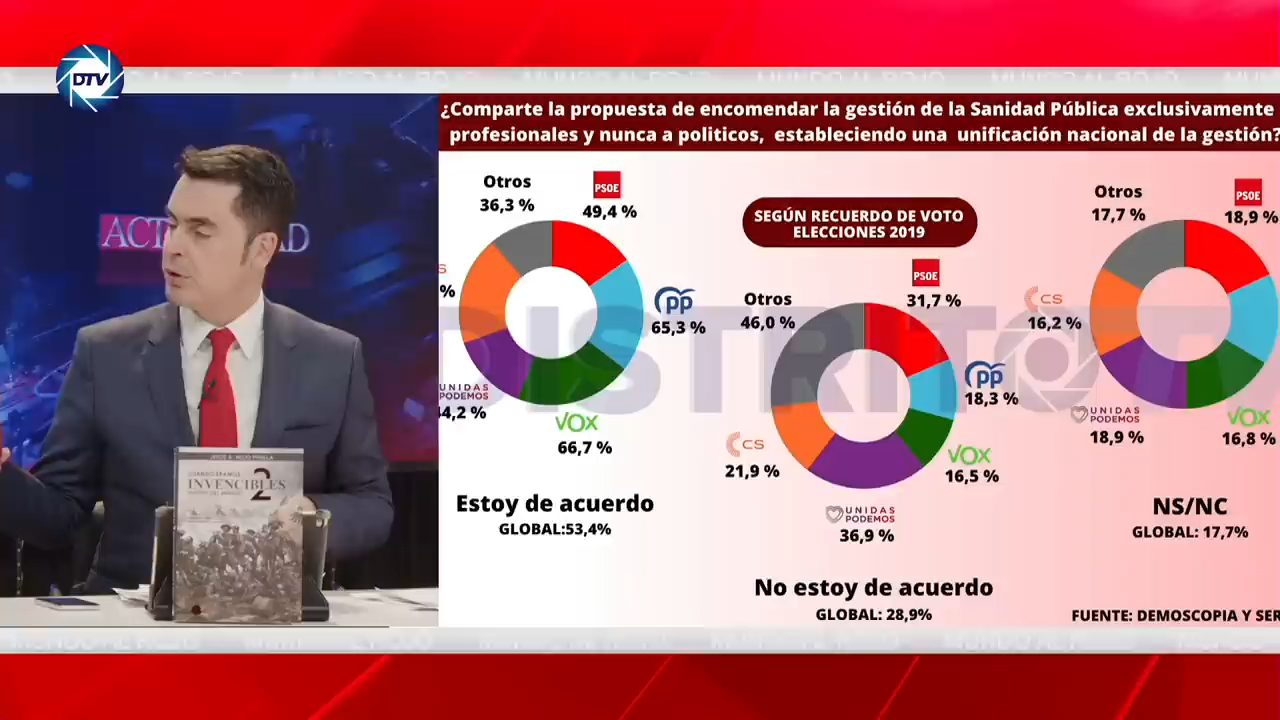 DTV
¿Comparte la propuesta de encomendar la gestión de la Sanidad Pública exclusivamente
profesionales y nunca a politicos, estableciendo una unificación nacional de la gestión?
Otros
36,3 %
PSOE
49,4 %
PP
65,3 %
VOX
66,7 %
UNIDAS
PODEMOS
44,2 %
S
%
Estoy de acuerdo
GLOBAL:53,4%
SEGÚN RECUERDO DE VOTO
ELECCIONES 2019
Otros
46,0 %
PSOE
31,7 %
PP
18,3 %
VOX
16,5 %
UNIDAS
PODEMOS
36,9 %
CS
21,9 %
No estoy de acuerdo
GLOBAL: 28,9%
Otros
17,7 %
PSOE
18,9 %
CS
16,2 %
UNIDAS
PODEMOS
18,9 %
VOX
16,8 %
NS/NC
GLOBAL: 17,7%
FUENTE: DEMOSCOPIA Y SER
DISTRITO
INVENCIBLES
2